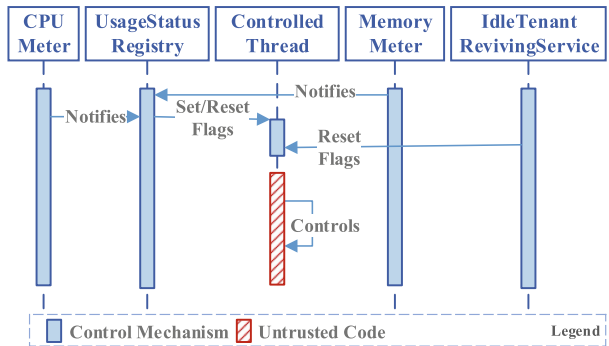 CPU
Meter
UsageStatus
Registry
Controlled
Thread
Memory
Meter
IdleTenant
RevivingService
Notifies
Notifies
Set/Reset
Flags
Reset
Flags
Controls
Control Mechanism
Untrusted Code
Legend